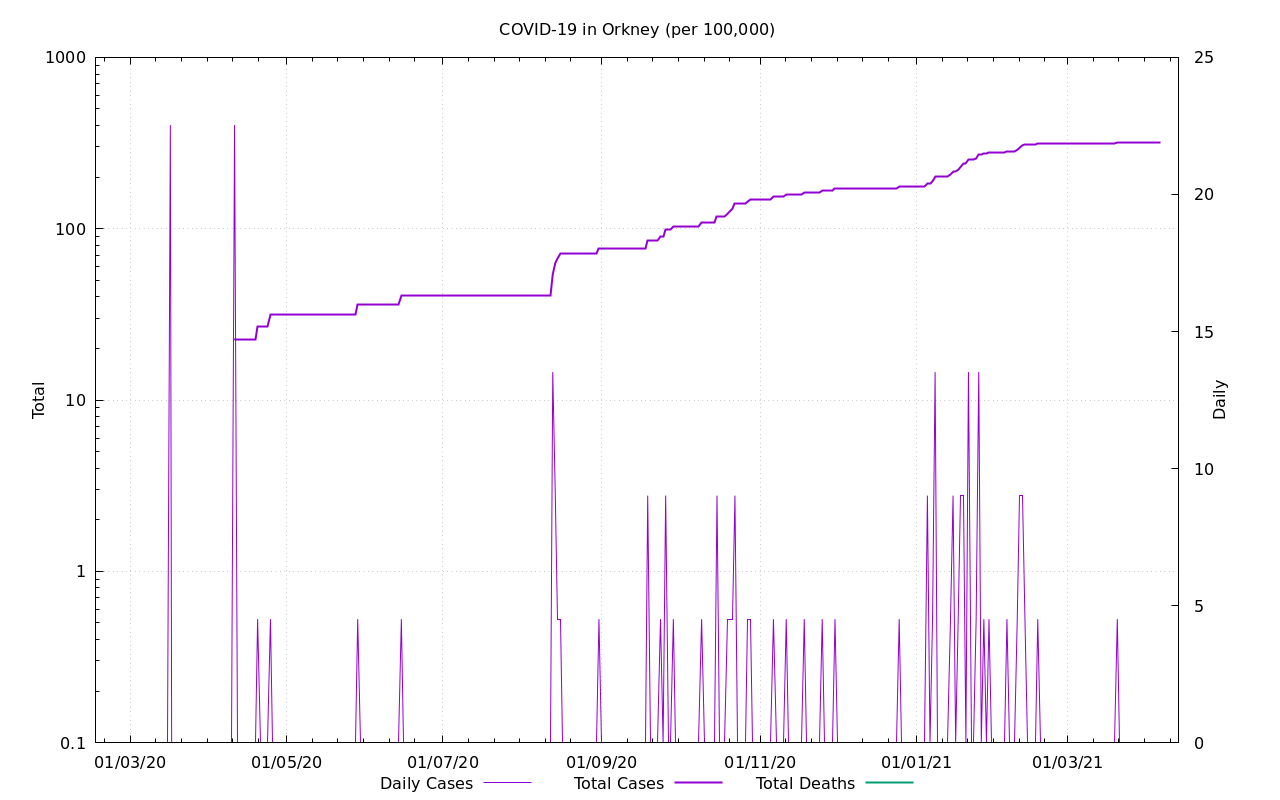 COVID-19 in Orkney (per 100,000)
1000
100
10
1
0.1
Total
25
20
15
10
5
0
Daily
01/03/20 01/05/20 01/07/20 01/09/20 01/11/20 01/01/21 01/03/21
Daily Cases Total Cases Total Deaths